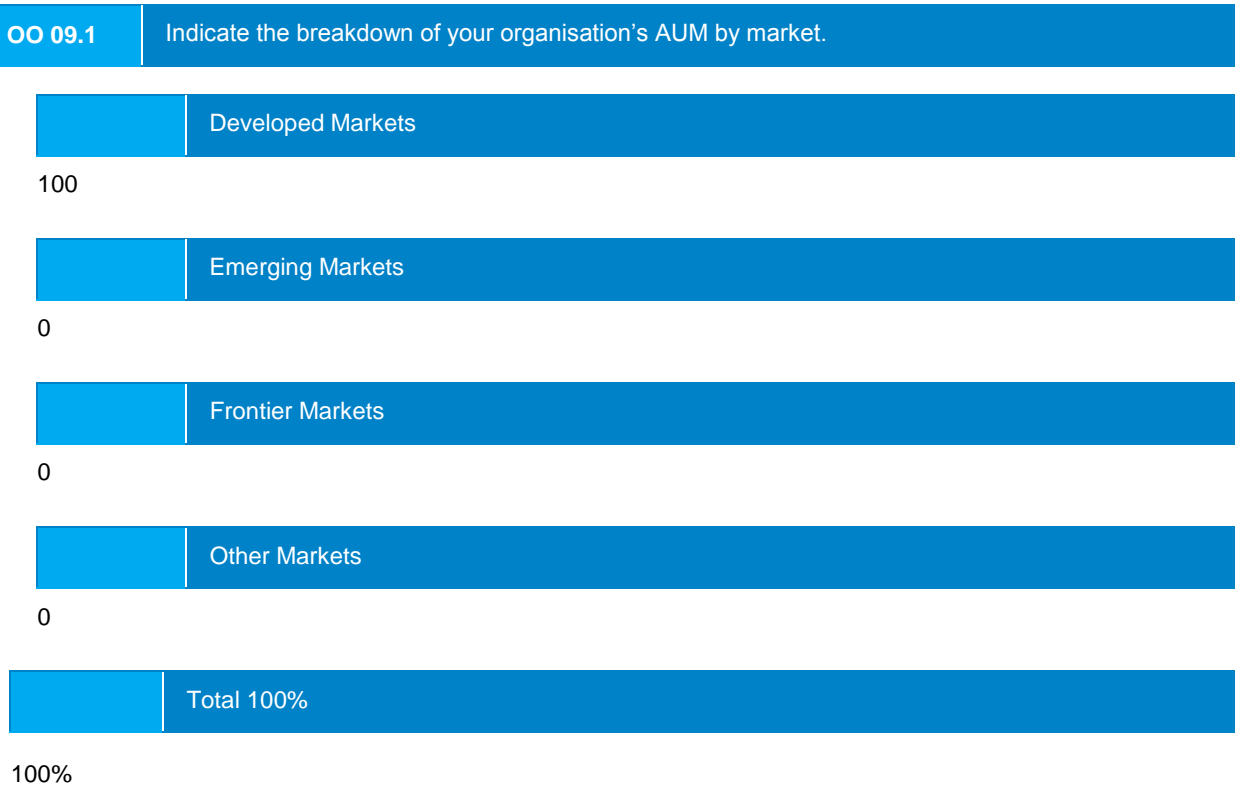 OO 09.1 Indicate the breakdown of your organisation’s AUM by market.
Developed Markets
100
Emerging Markets
0
Frontier Markets
0
Other Markets
0
Total 100%
100%